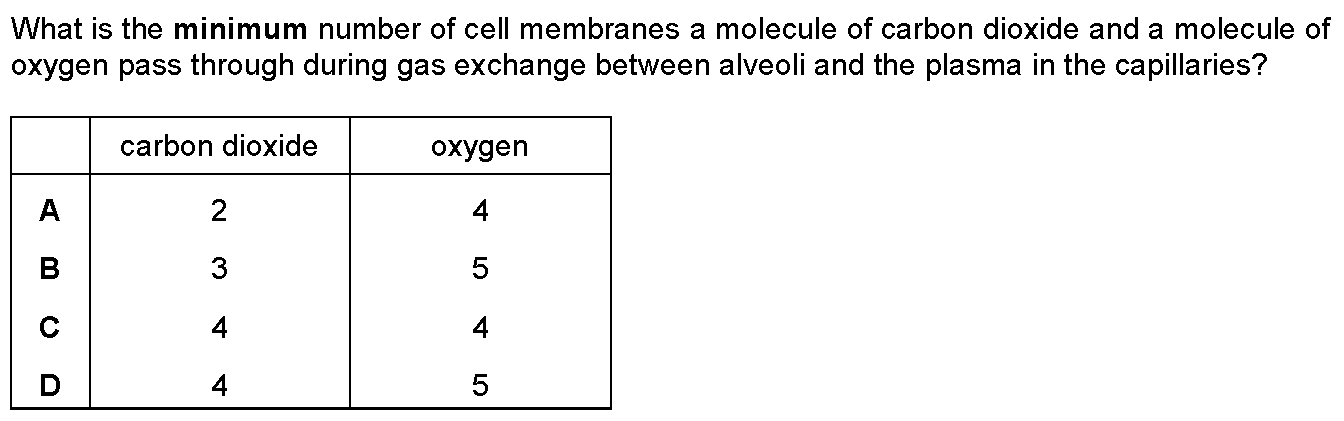 What is the minimum number of cell membranes a molecule of carbon dioxide and a molecule of
oxygen pass through during gas exchange between alveoli and the plasma in the capillaries?
carbon dioxide oxygen
A 2 4
B 3 5
C 4 4
D 4 5